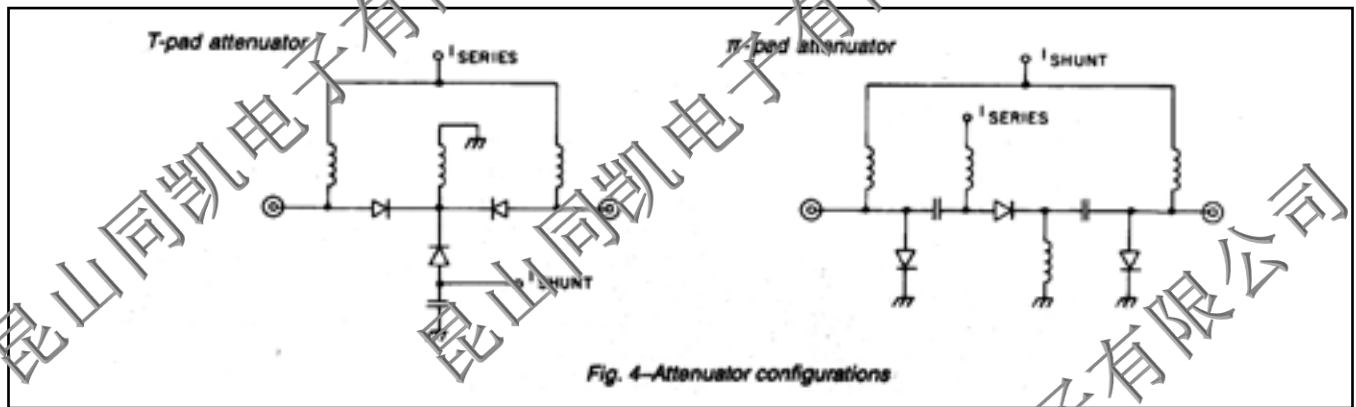 T-pad attenuator
I SERIES
I SHUNT
π-pad attenuator
I SHUNT
I SERIES
Fig. 4–Attenuator configurations
昆山同凯电子有
昆山同凯电子有
子有限公司